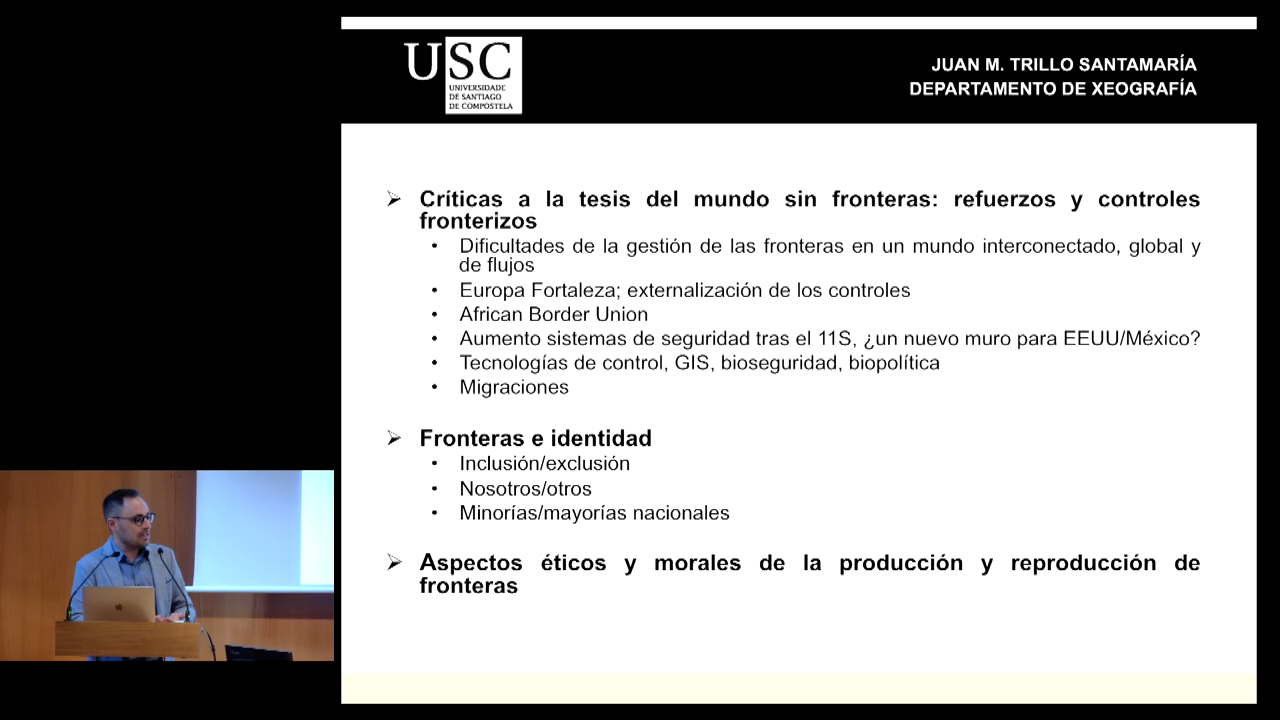 USC
UNIVERSIDADE
DE SANTIAGO
DE COMPOSTELA
JUAN M. TRILLO SANTAMARÍA
DEPARTAMENTO DE XEOGRAFÍA
Críticas a la tesis del mundo sin fronteras: refuerzos y controles
fronterizos
Dificultades de la gestión de las fronteras en un mundo interconectado, global y
de flujos
Europa Fortaleza; externalización de los controles
African Border Union
Aumento sistemas de seguridad tras el 11S, ¿un nuevo muro para EEUU/México?
Tecnologías de control, GIS, bioseguridad, biopolítica
Migraciones
Fronteras e identidad
Inclusión/exclusión
Nosotros/otros
Minorías/mayorías nacionales
Aspectos éticos y morales de la producción y reproducción de
fronteras